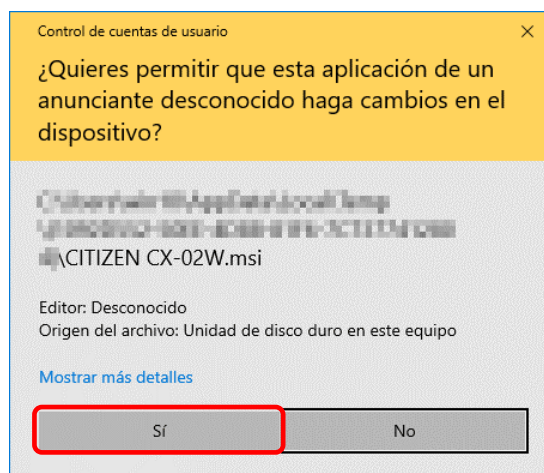 Control de cuentas de usuario
¿Quieres permitir que esta aplicación de un
anunciante desconocido haga cambios en el
dispositivo?
\CITIZEN CX-02W.msi
Editor: Desconocido
Origen del archivo: Unidad de disco duro en este equipo
Mostrar más detalles
Sí
No